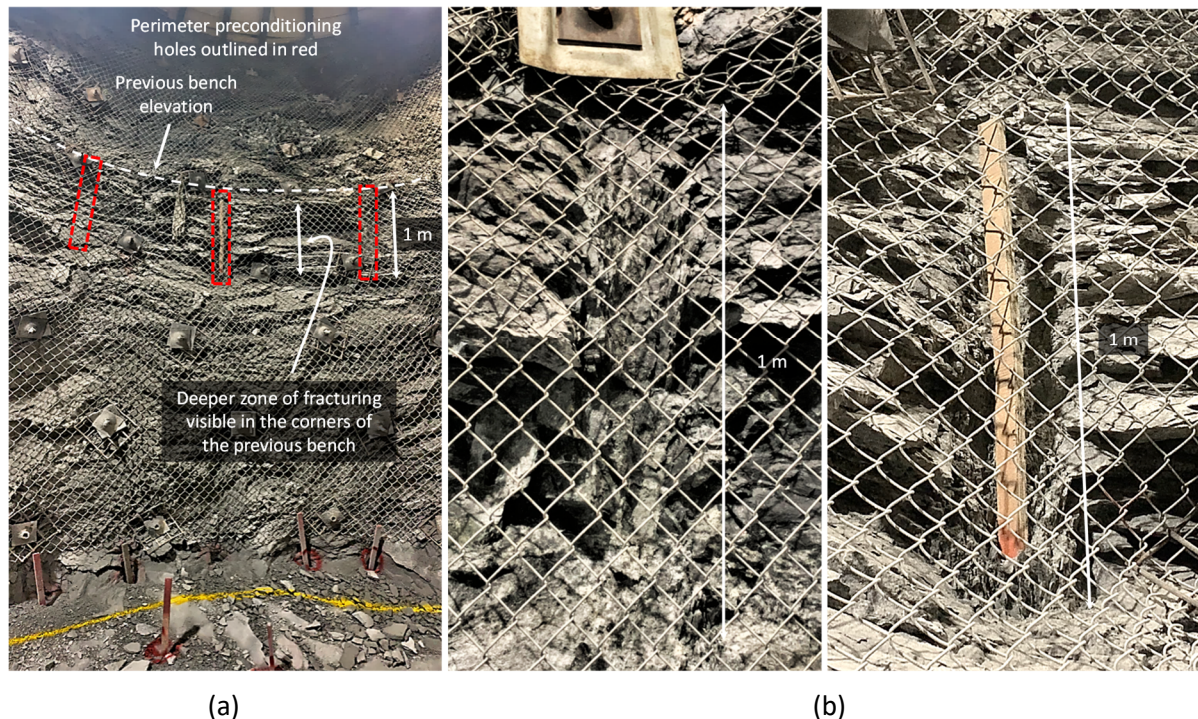 Perimeter preconditioning
holes outlined in red
Previous bench
elevation
1 m
Deeper zone of fracturing
visible in the corners of
the previous bench
1 m
1 m
(a)
(b)